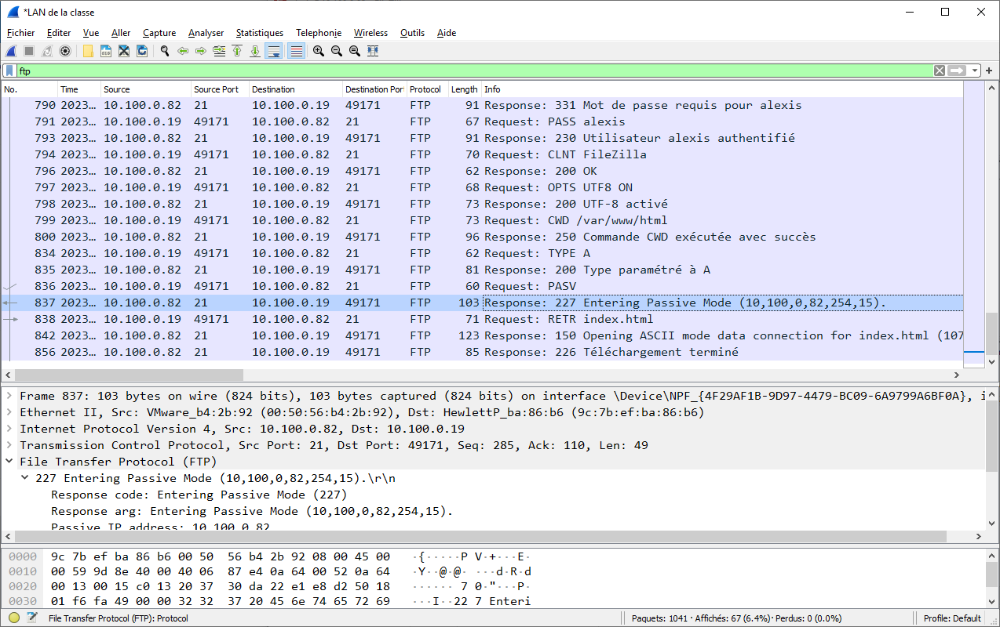 *LAN de la classe
Fichier Editer Vue Aller Capture Analyser Statistiques Telephonie Wireless Outils Aide
ftp
No. Time Source Source Port Destination Destination Port Protocol Length Info
790 2023… 10.100.0.82 21 10.100.0.19 49171 FTP 91 Response: 331 Mot de passe requis pour alexis
791 2023… 10.100.0.19 49171 10.100.0.82 21 FTP 67 Request: PASS alexis
793 2023… 10.100.0.82 21 10.100.0.19 49171 FTP 91 Response: 230 Utilisateur alexis authentifié
794 2023… 10.100.0.19 49171 10.100.0.82 21 FTP 70 Request: CLNT FileZilla
796 2023… 10.100.0.82 21 10.100.0.19 49171 FTP 62 Response: 200 OK
797 2023… 10.100.0.19 49171 10.100.0.82 21 FTP 68 Request: OPTS UTF8 ON
798 2023… 10.100.0.82 21 10.100.0.19 49171 FTP 73 Response: 200 UTF-8 activé
799 2023… 10.100.0.19 49171 10.100.0.82 21 FTP 73 Request: CWD /var/www/html
800 2023… 10.100.0.82 21 10.100.0.19 49171 FTP 96 Response: 250 Commande CWD exécutée avec succès
834 2023… 10.100.0.19 49171 10.100.0.82 21 FTP 62 Request: TYPE A
835 2023… 10.100.0.82 21 10.100.0.19 49171 FTP 81 Response: 200 Type paramétré à A
836 2023… 10.100.0.19 49171 10.100.0.82 21 FTP 60 Request: PASV
837 2023… 10.100.0.82 21 10.100.0.19 49171 FTP 103 Response: 227 Entering Passive Mode (10,100,0,82,254,15).
838 2023… 10.100.0.19 49171 10.100.0.82 21 FTP 71 Request: RETR index.html
842 2023… 10.100.0.82 21 10.100.0.19 49171 FTP 123 Response: 150 Opening ASCII mode data connection for index.html (107
856 2023… 10.100.0.82 21 10.100.0.19 49171 FTP 85 Response: 226 Téléchargement terminé
Frame 837: 103 bytes on wire (824 bits), 103 bytes captured (824 bits) on interface \Device\NPF_{4F29AF1B-9D97-4479-BC09-6A9799A6BF0A}, i
Ethernet II, Src: VMware_b4:2b:92 (00:50:56:b4:2b:92), Dst: HewlettP_ba:86:b6 (9c:7b:ef:ba:86:b6)
Internet Protocol Version 4, Src: 10.100.0.82, Dst: 10.100.0.19
Transmission Control Protocol, Src Port: 21, Dst Port: 49171, Seq: 285, Ack: 110, Len: 49
File Transfer Protocol (FTP)
227 Entering Passive Mode (10,100,0,82,254,15).\r\n
Response code: Entering Passive Mode (227)
Response arg: Entering Passive Mode (10,100,0,82,254,15).
Passive IP address: 10.100.0.82
0000 9c 7b ef ba 86 b6 00 50 56 b4 2b 92 08 00 45 00 ·{·····P V·+···E·
0010 00 59 9d 8e 40 00 40 06 87 e4 0a 64 00 52 0a 64 ·Y··@·@· ···d·R·d
0020 00 13 00 15 c0 13 20 37 30 da 22 e1 e8 d2 50 18 ······ 7 0·"···P·
0030 01 f6 fa 49 00 00 32 32 37 20 45 6e 74 65 72 69 ···I··22 7 Enteri
File Transfer Protocol (FTP): Protocol Paquets: 1041 · Affichés: 67 (6.4%) · Perdus: 0 (0.0%) Profile: Default